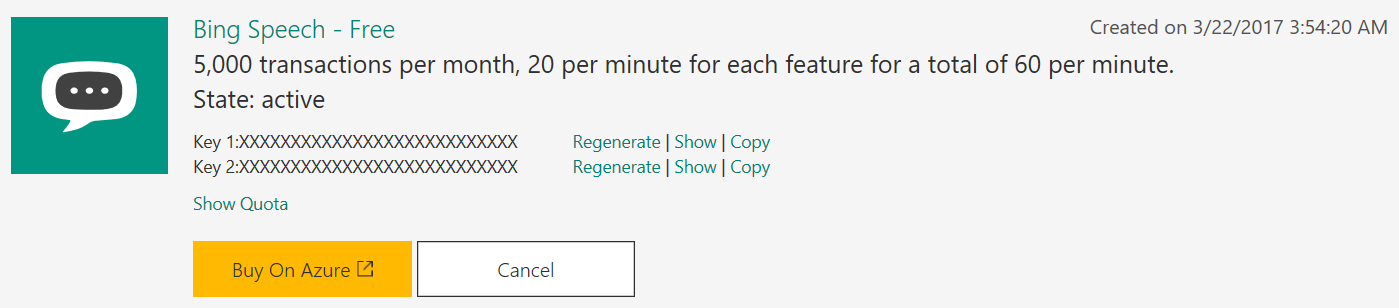 Bing Speech - Free
Created on 3/22/2017 3:54:20 AM
5,000 transactions per month, 20 per minute for each feature for a total of 60 per minute.
State: active
Key 1:XXXXXXXXXXXXXXXXXXXXXXXXXXX Regenerate | Show | Copy
Key 2:XXXXXXXXXXXXXXXXXXXXXXXXXXX Regenerate | Show | Copy
Show Quota
Buy On Azure Cancel